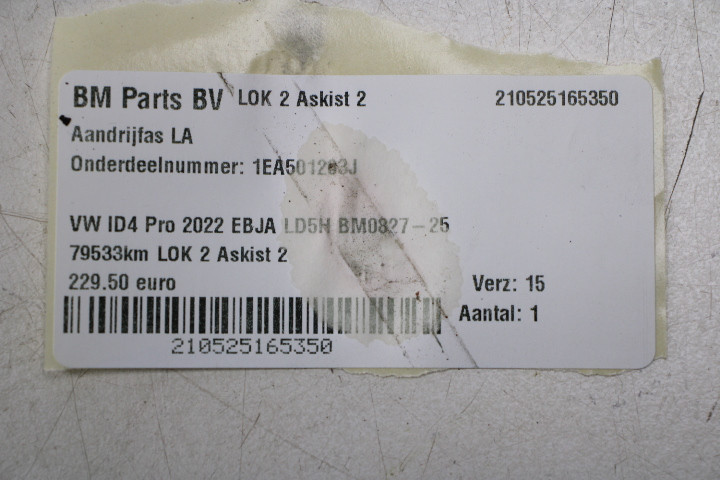 BM Parts BV LOK 2 Askist 2 210525165350
Aandrijfas LA
Onderdeelnummer: 1EA501203J
VW ID4 Pro 2022 EBJA LD5H BM0827-25
79533km LOK 2 Askist 2
229.50 euro Verz: 15
Aantal: 1
210525165350